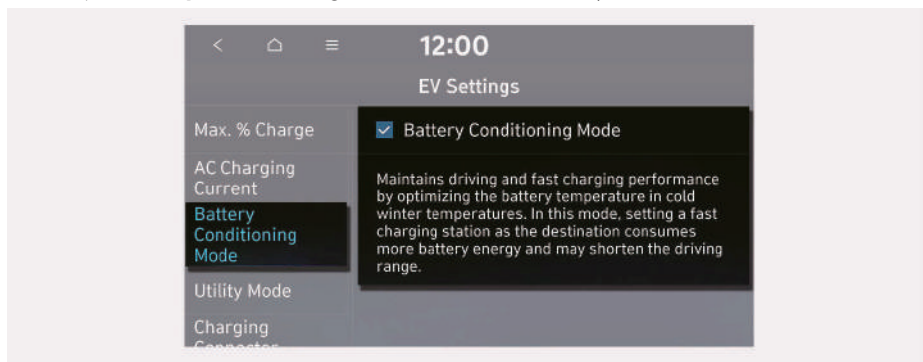 12:00
EV Settings
Max. % Charge
AC Charging
Current
Battery
Conditioning
Mode
Utility Mode
Charging
Connector
Battery Conditioning Mode
Maintains driving and fast charging performance
by optimizing the battery temperature in cold
winter temperatures. In this mode, setting a fast
charging station as the destination consumes
more battery energy and may shorten the driving
range.